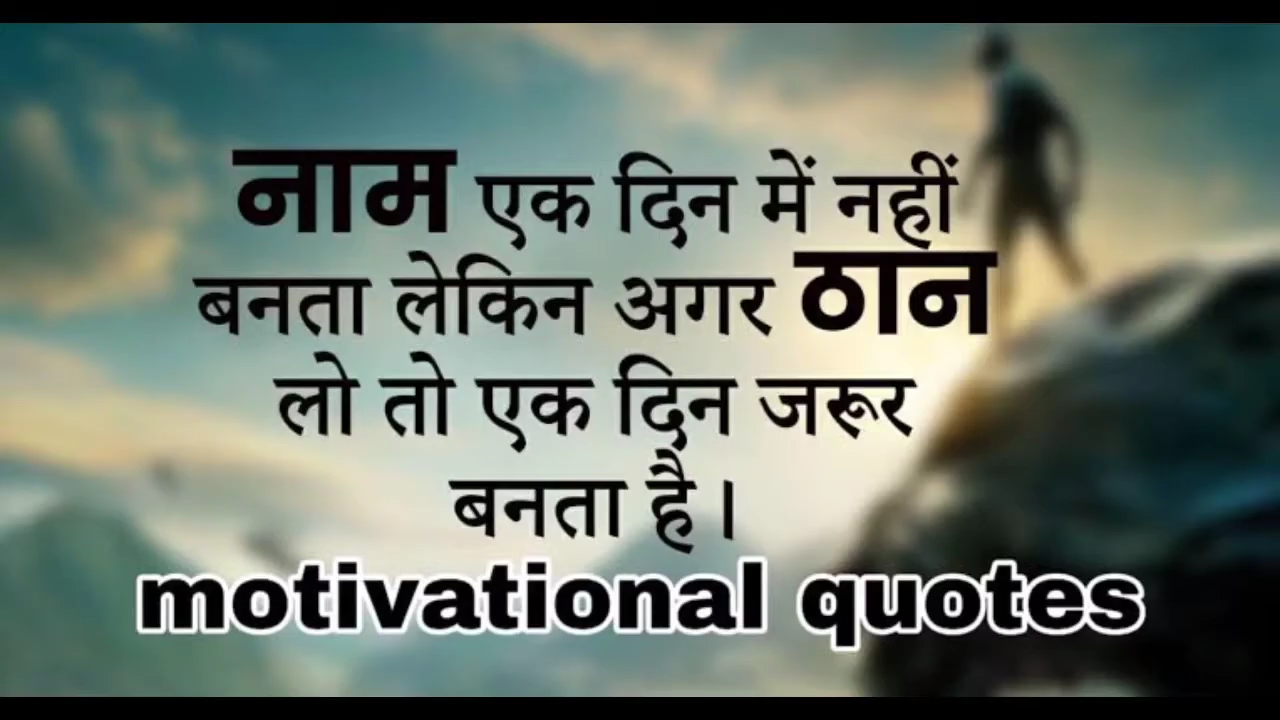 नाम एक दिन में नहीं
बनता लेकिन अगर ठान
लो तो एक दिन जरूर
बनता है।
motivational quotes